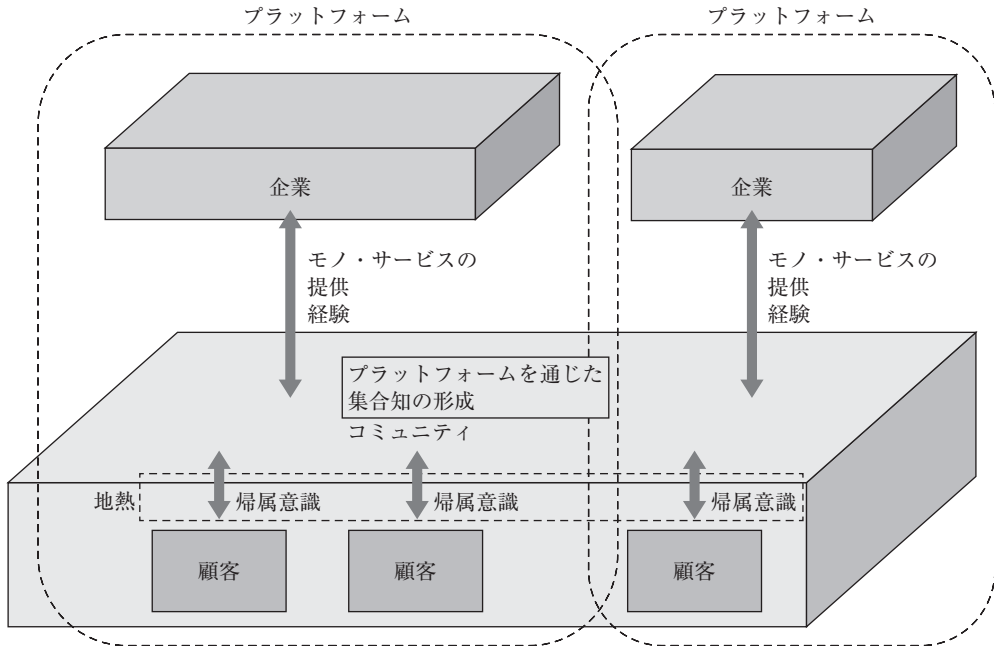 プラットフォーム
プラットフォーム
企業
企業
モノ・サービスの
提供
経験
モノ・サービスの
提供
経験
プラットフォームを通じた
集合知の形成
コミュニティ
地熱
帰属意識
帰属意識
帰属意識
顧客
顧客
顧客